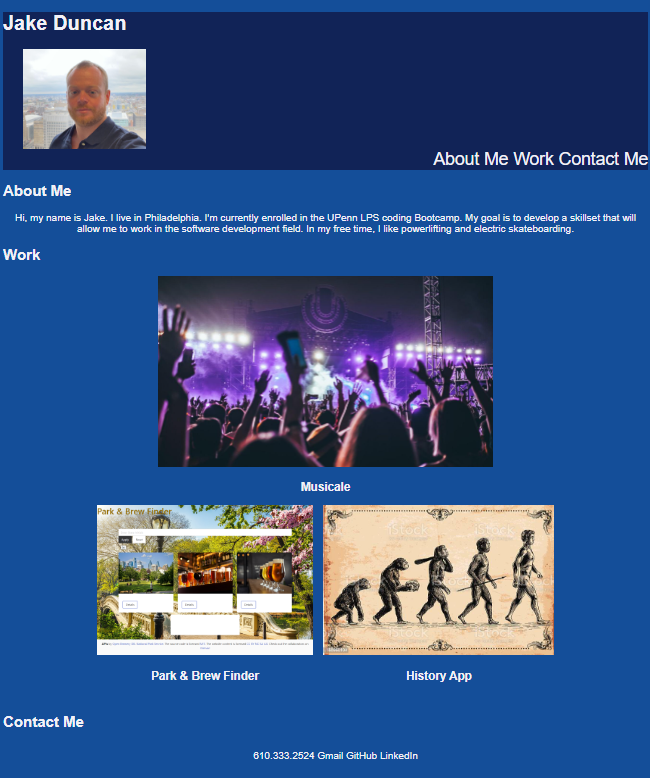 Jake Duncan
About Me Work Contact Me
About Me
Hi, my name is Jake. I live in Philadelphia. I'm currently enrolled in the UPenn LPS coding Bootcamp. My goal is to develop a skillset that will
allow me to work in the software development field. In my free time, I like powerlifting and electric skateboarding.
Work
Musicale
Park & Brew Finder
iStock iStock
Park & Brew Finder History App
Contact Me
610.333.2524 Gmail GitHub LinkedIn